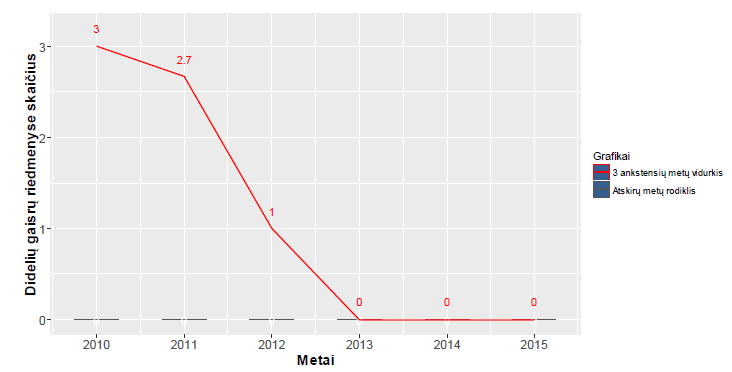 3
2.7
1
0
0
0
3
2
1
0
Didelių gaisrų riedmenyse skaičius
2010 2011 2012 2013 2014 2015
Metai
Grafikai
3 ankstensių metų vidurkis
Atskirų metų rodiklis